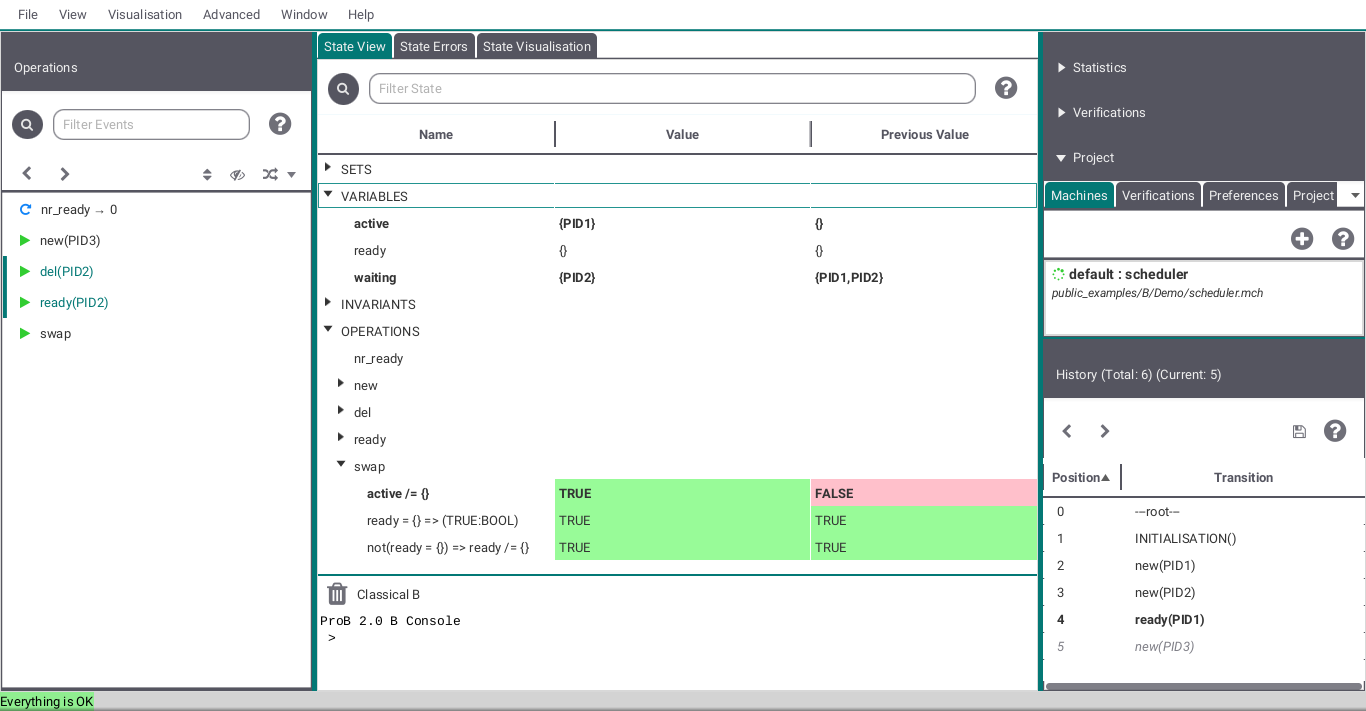 File View Visualisation Advanced Window Help
Operations
Filter Events
nr_ready → 0
new(PID3)
del(PID2)
ready(PID2)
swap
State View State Errors State Visualisation
Filter State
Name Value Previous Value
SETS
VARIABLES
active {PID1} {}
ready {} {}
waiting {PID2} {PID1,PID2}
INVARIANTS
OPERATIONS
nr_ready
new
del
ready
swap
active /= {} TRUE FALSE
ready = {} => (TRUE:BOOL) TRUE TRUE
not(ready = {}) => ready /= {} TRUE TRUE
Classical B
ProB 2.0 B Console
>
Statistics
Verifications
Project
Machines Verifications Preferences Project
default : scheduler
public_examples/B/Demo/scheduler.mch
History (Total: 6) (Current: 5)
Position Transition
0 ---root---
1 INITIALISATION()
2 new(PID1)
3 new(PID2)
4 ready(PID1)
5 new(PID3)
Everything is OK